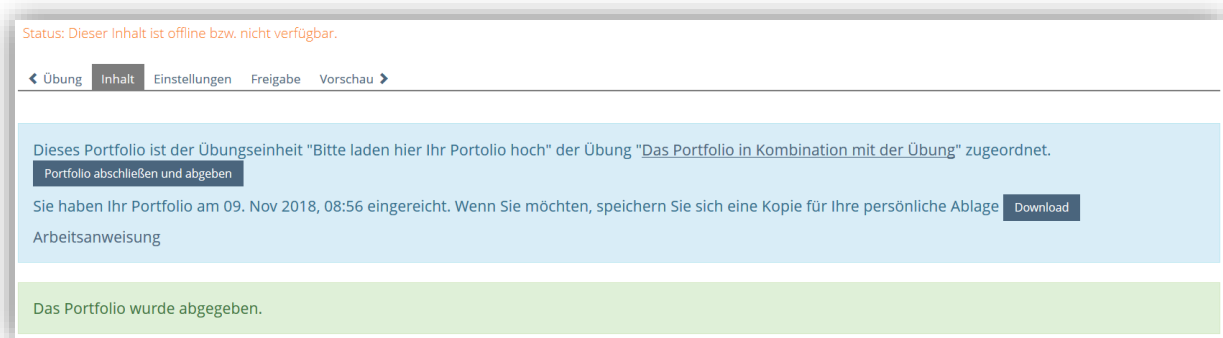 Status: Dieser Inhalt ist offline bzw. nicht verfügbar.
Übung Inhalt Einstellungen Freigabe Vorschau
Dieses Portfolio ist der Übungseinheit "Bitte laden hier Ihr Portolio hoch" der Übung "Das Portfolio in Kombination mit der Übung" zugeordnet.
Portfolio abschließen und abgeben
Sie haben Ihr Portfolio am 09. Nov 2018, 08:56 eingereicht. Wenn Sie möchten, speichern Sie sich eine Kopie für Ihre persönliche Ablage Download
Arbeitsanweisung
Das Portfolio wurde abgegeben.